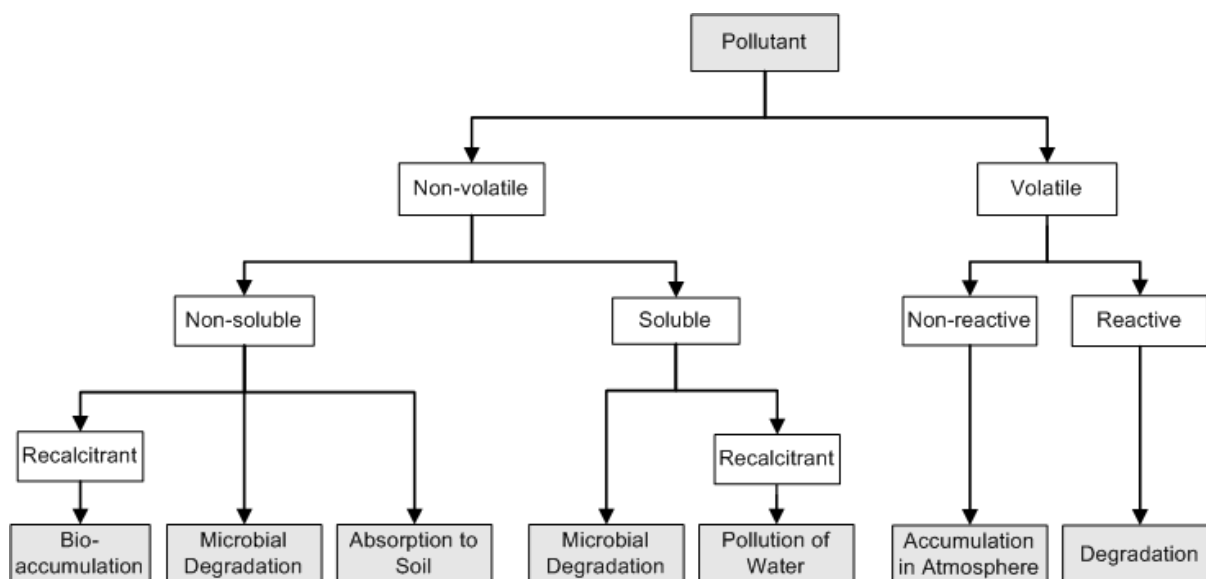 Pollutant
Non-volatile
Volatile
Non-soluble
Soluble
Non-reactive
Reactive
Recalcitrant
Recalcitrant
Bio-
accumulation
Microbial
Degradation
Absorption to
Soil
Microbial
Degradation
Pollution of
Water
Accumulation
in Atmosphere
Degradation